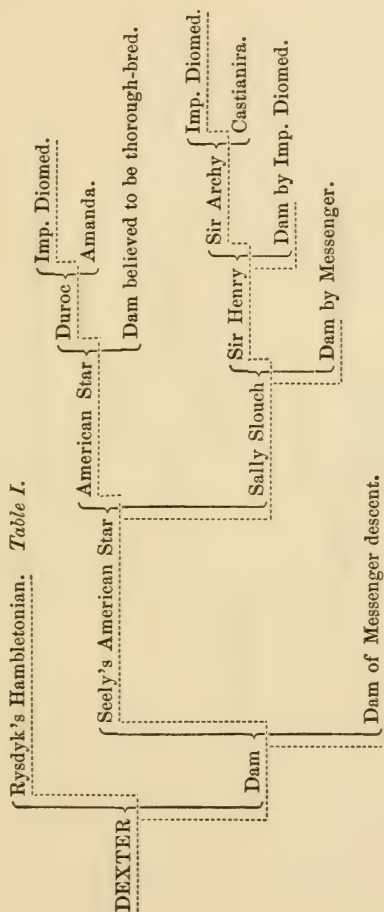 Table I.
DEXTER
Rysdyk's Hambletonian.
Dam
Seely's American Star
Dam of Messenger descent.
American Star
Sally Slouch
Duroc
Dam believed to be thorough-bred.
Sir Henry
Dam by Messenger.
Imp. Diomed.
Amanda.
Sir Archy
Dam by Imp. Diomed.
Imp. Diomed.
Castianira.